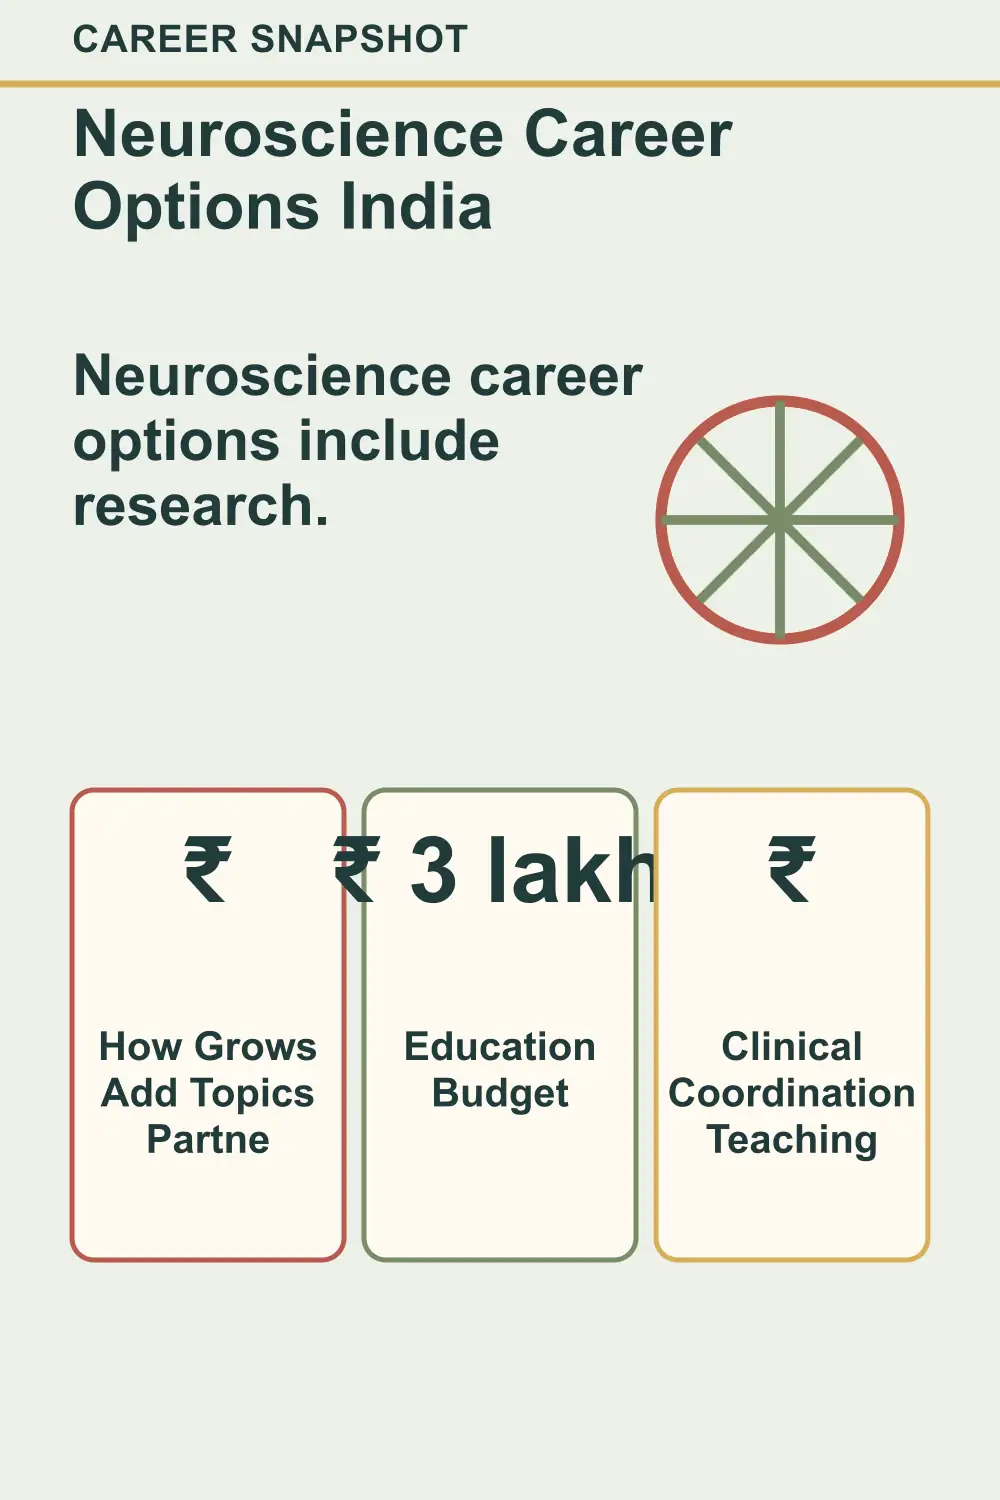 CAREER SNAPSHOT
Neuroscience Career
Options India
Neuroscience career
options include
research.
₹
How Grows
Add Topics
Partne
₹ 3 lakh
Education
Budget
₹
Clinical
Coordination
Teaching